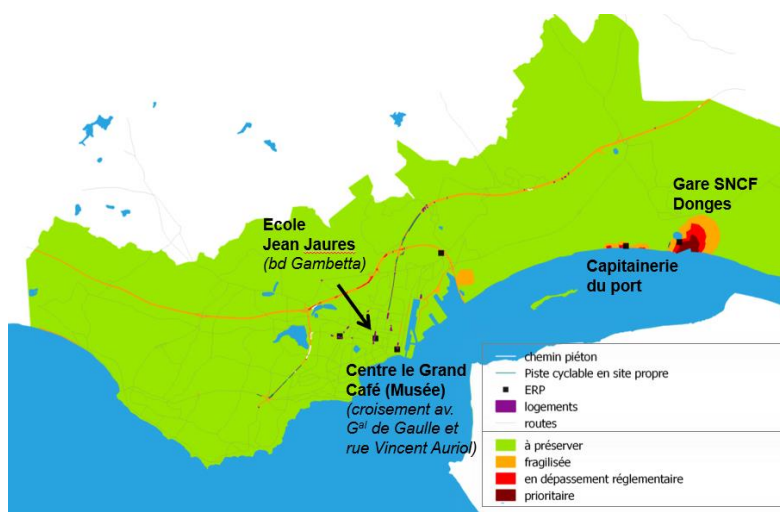 Gare SNCF
Donges
Ecole
Jean Jaures
(bd Gambetta)
Capitainerie
du port
Centre le Grand
Café (Musée)
(croisement av.
Gal de Gaulle et
rue Vincent Auriol)
chemin piéton
Piste cyclable en site propre
ERP
logements
routes
à préserver
fragilisée
en dépassement réglementaire
prioritaire